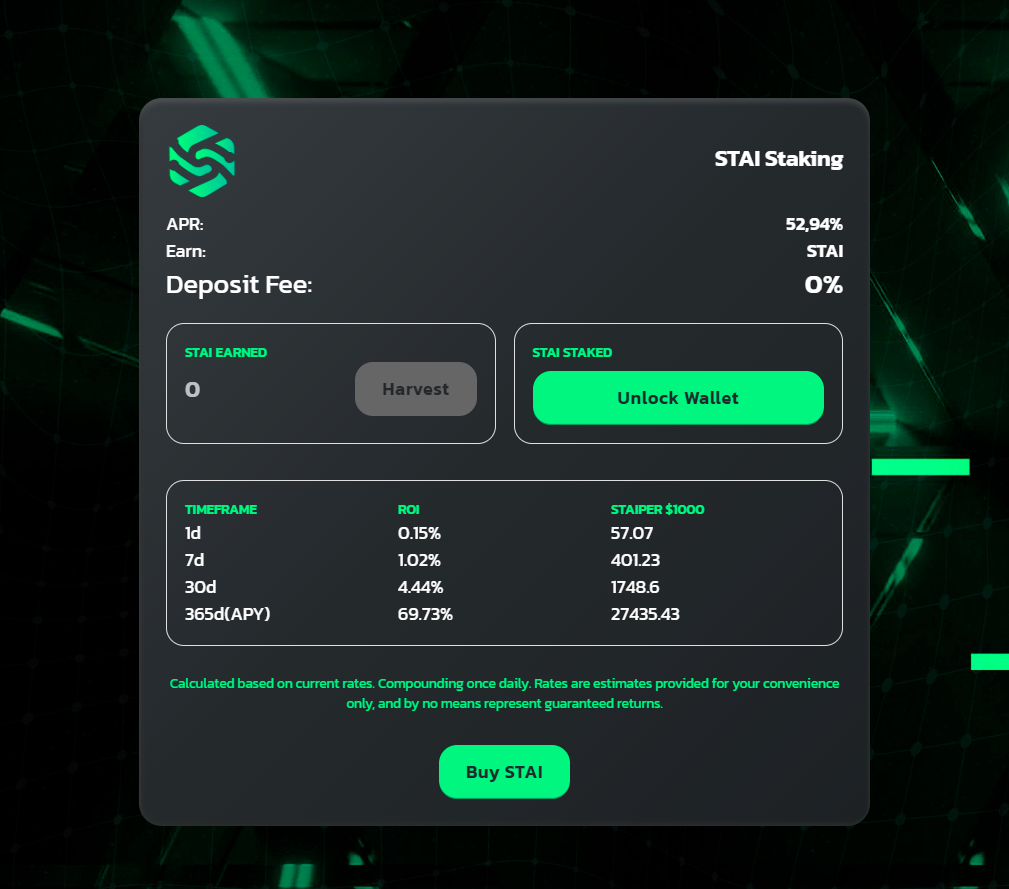 STAI Staking
APR: 52,94%
Earn: STAI
Deposit Fee: 0%
STAI EARNED
0 Harvest
STAI STAKED
Unlock Wallet
TIMEFRAME ROI STAIPER $1000
1d 0.15% 57.07
7d 1.02% 401.23
30d 4.44% 1748.6
365d(APY) 69.73% 27435.43
Calculated based on current rates. Compounding once daily. Rates are estimates provided for your convenience
only, and by no means represent guaranteed returns.
Buy STAI